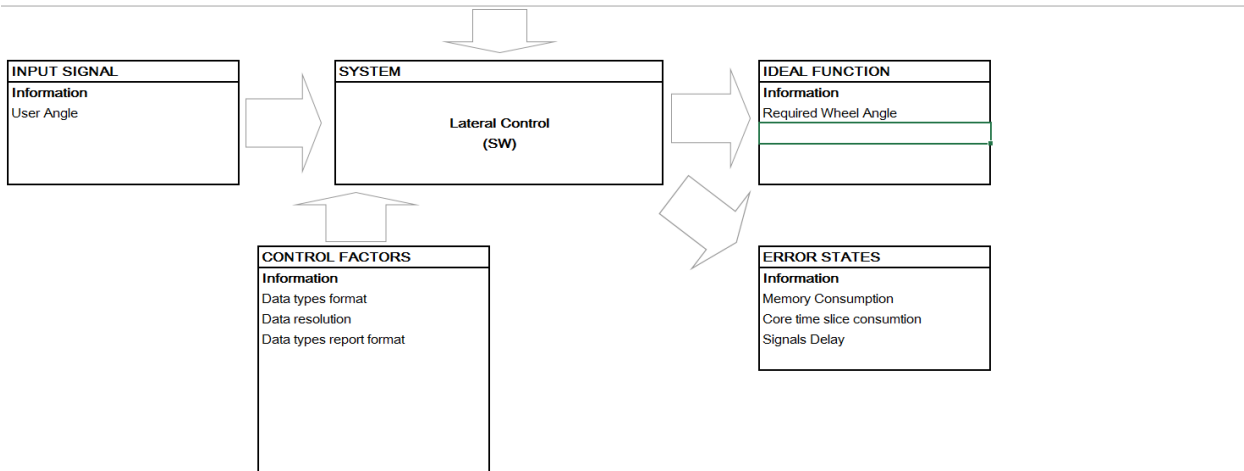 INPUT SIGNAL
Information
User Angle
SYSTEM
Lateral Control
(SW)
IDEAL FUNCTION
Information
Required Wheel Angle
CONTROL FACTORS
Information
Data types format
Data resolution
Data types report format
ERROR STATES
Information
Memory Consumption
Core time slice consumtion
Signals Delay